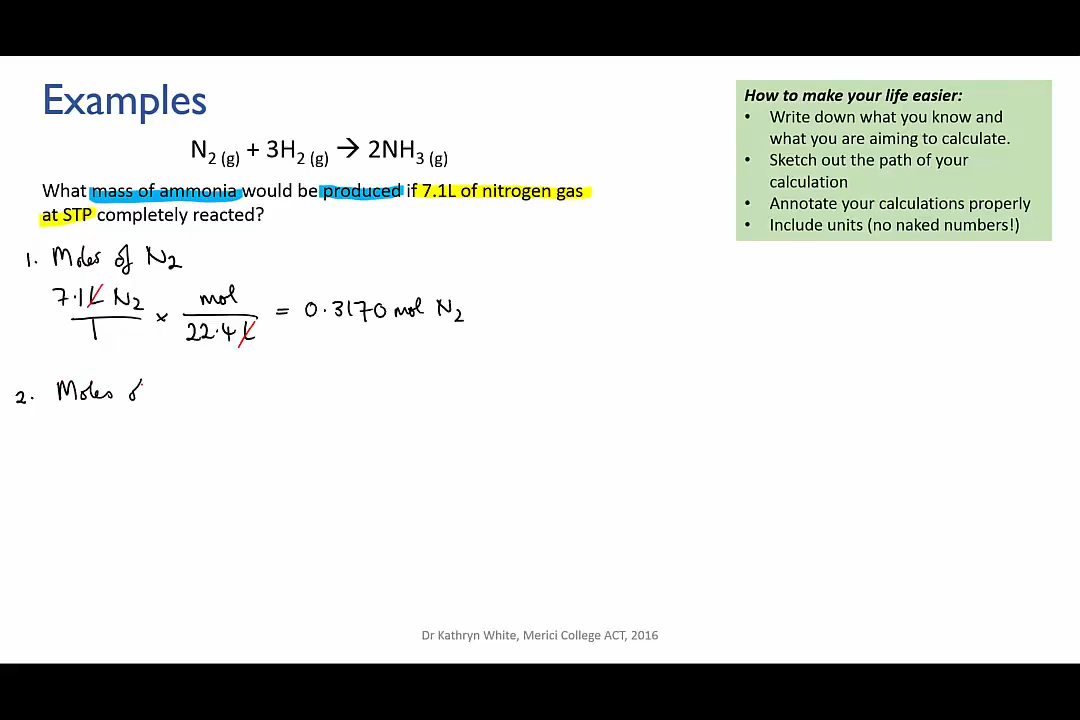 Examples
N2 (g) + 3H2 (g) → 2NH3 (g)
What mass of ammonia would be produced if 7.1L of nitrogen gas
at STP completely reacted?
1. Moles of N2
7.1L N2 / 1 × mol / 22.4 L = 0.3170 mol N2
2. Moles
How to make your life easier:
• Write down what you know and
what you are aiming to calculate.
• Sketch out the path of your
calculation
• Annotate your calculations properly
• Include units (no naked numbers!)
Dr Kathryn White, Merici College ACT, 2016